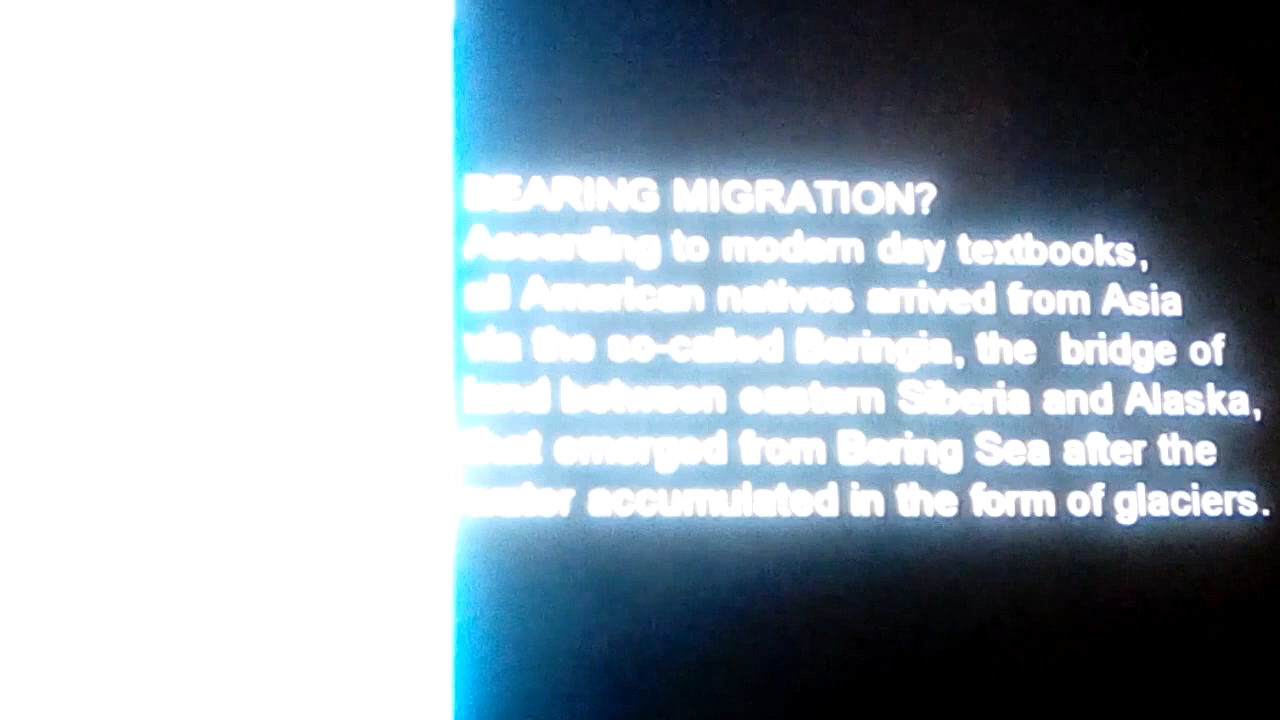 BEARING MIGRATION?
According to modern day textbooks,
all American natives arrived from Asia
via the so-called Beringia, the bridge of
land between eastern Siberia and Alaska,
that emerged from Bering Sea after the
water accumulated in the form of glaciers.